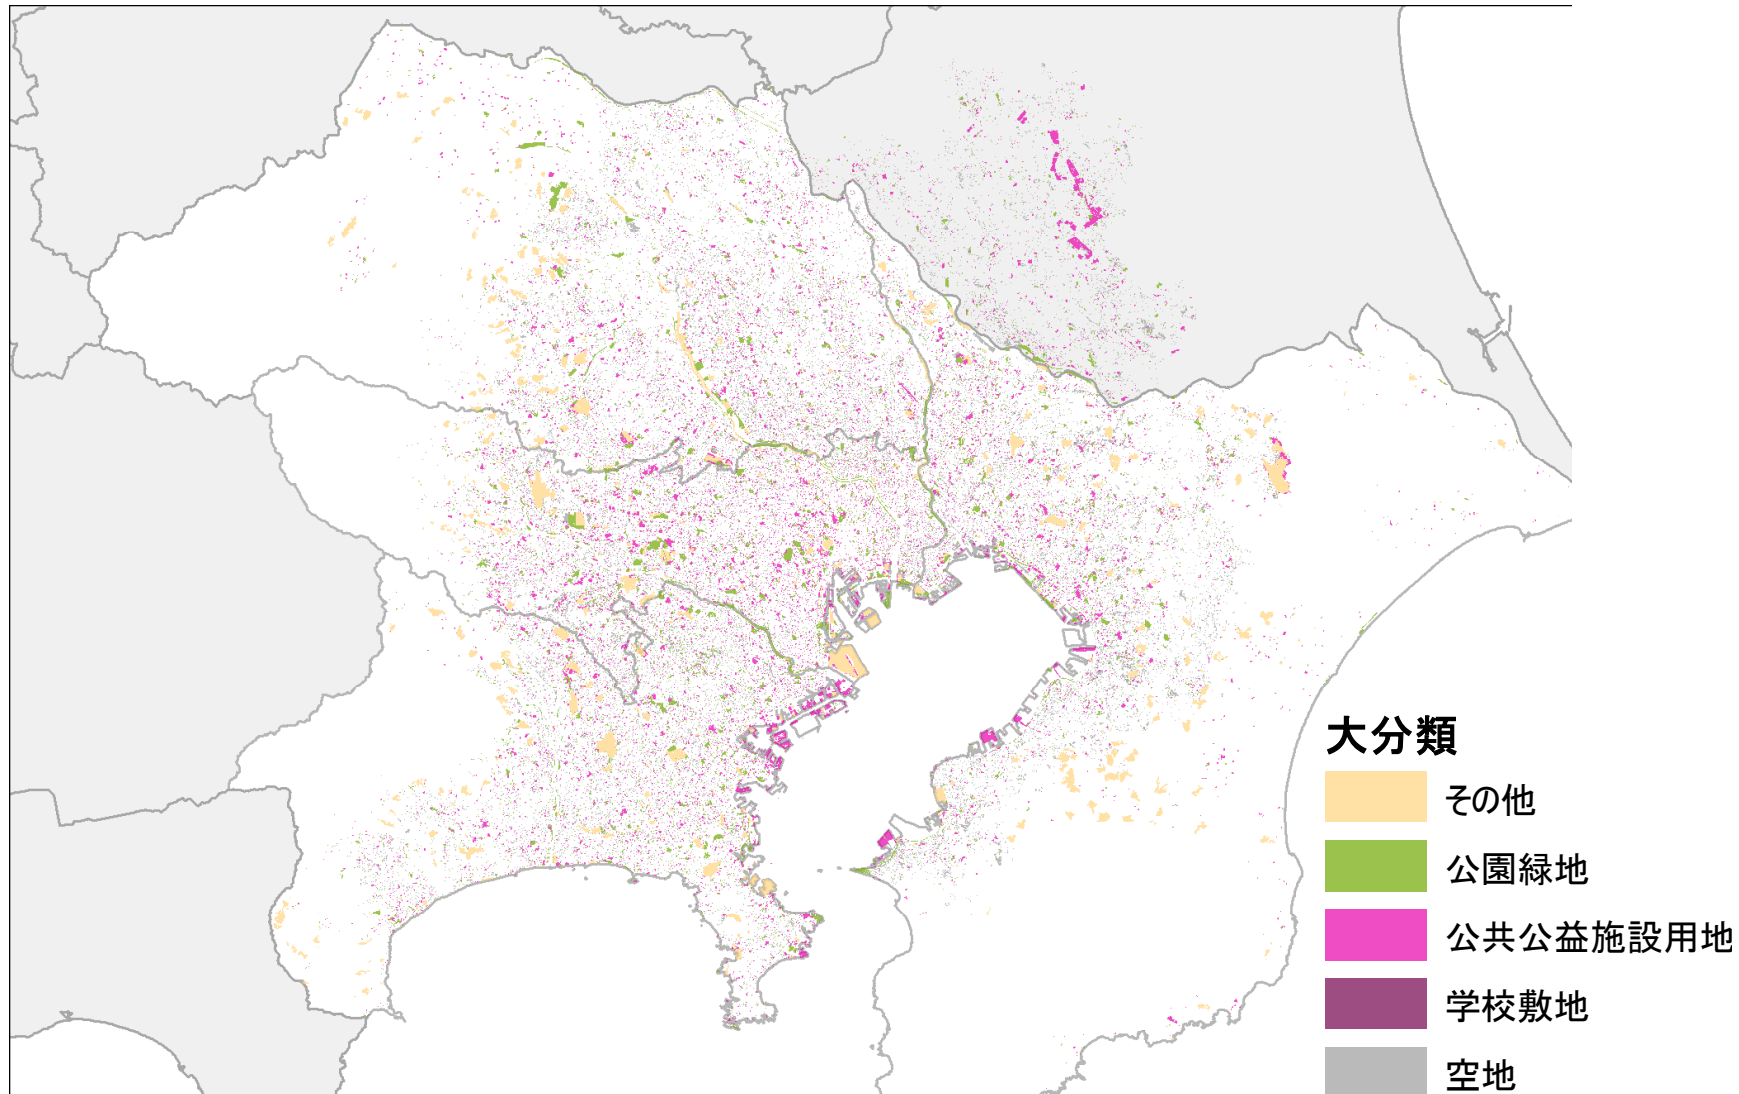 大分類
その他
公園緑地
公共公益施設用地
学校敷地
空地